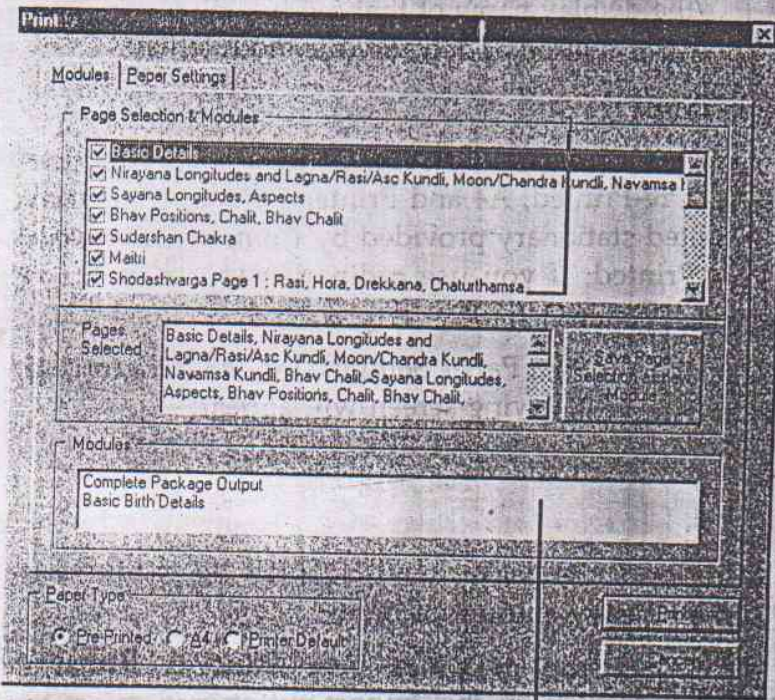 Print
Modules Paper Settings
Page Selection & Modules
Basic Details
Nirayana Longitudes and Lagna/Rasi/Asc Kundli, Moon/Chandra Kundli, Navamsa
Sayana Longitudes, Aspects
Bhav Positions, Chalit, Bhav Chalit
Sudarshan Chakra
Maitri
Shodashvarga Page 1 : Rasi, Hora, Drekkana, Chaturthamsa
Pages
Selected
Basic Details, Nirayana Longitudes and
Lagna/Rasi/Asc Kundli, Moon/Chandra Kundli,
Navamsa Kundli, Bhav Chalit, Sayana Longitudes,
Aspects, Bhav Positions, Chalit, Bhav Chalit,
Save Page
Selection
Module
Modules
Complete Package Output
Basic Birth Details
Paper Type
Pre-Printed A4 Printer Default